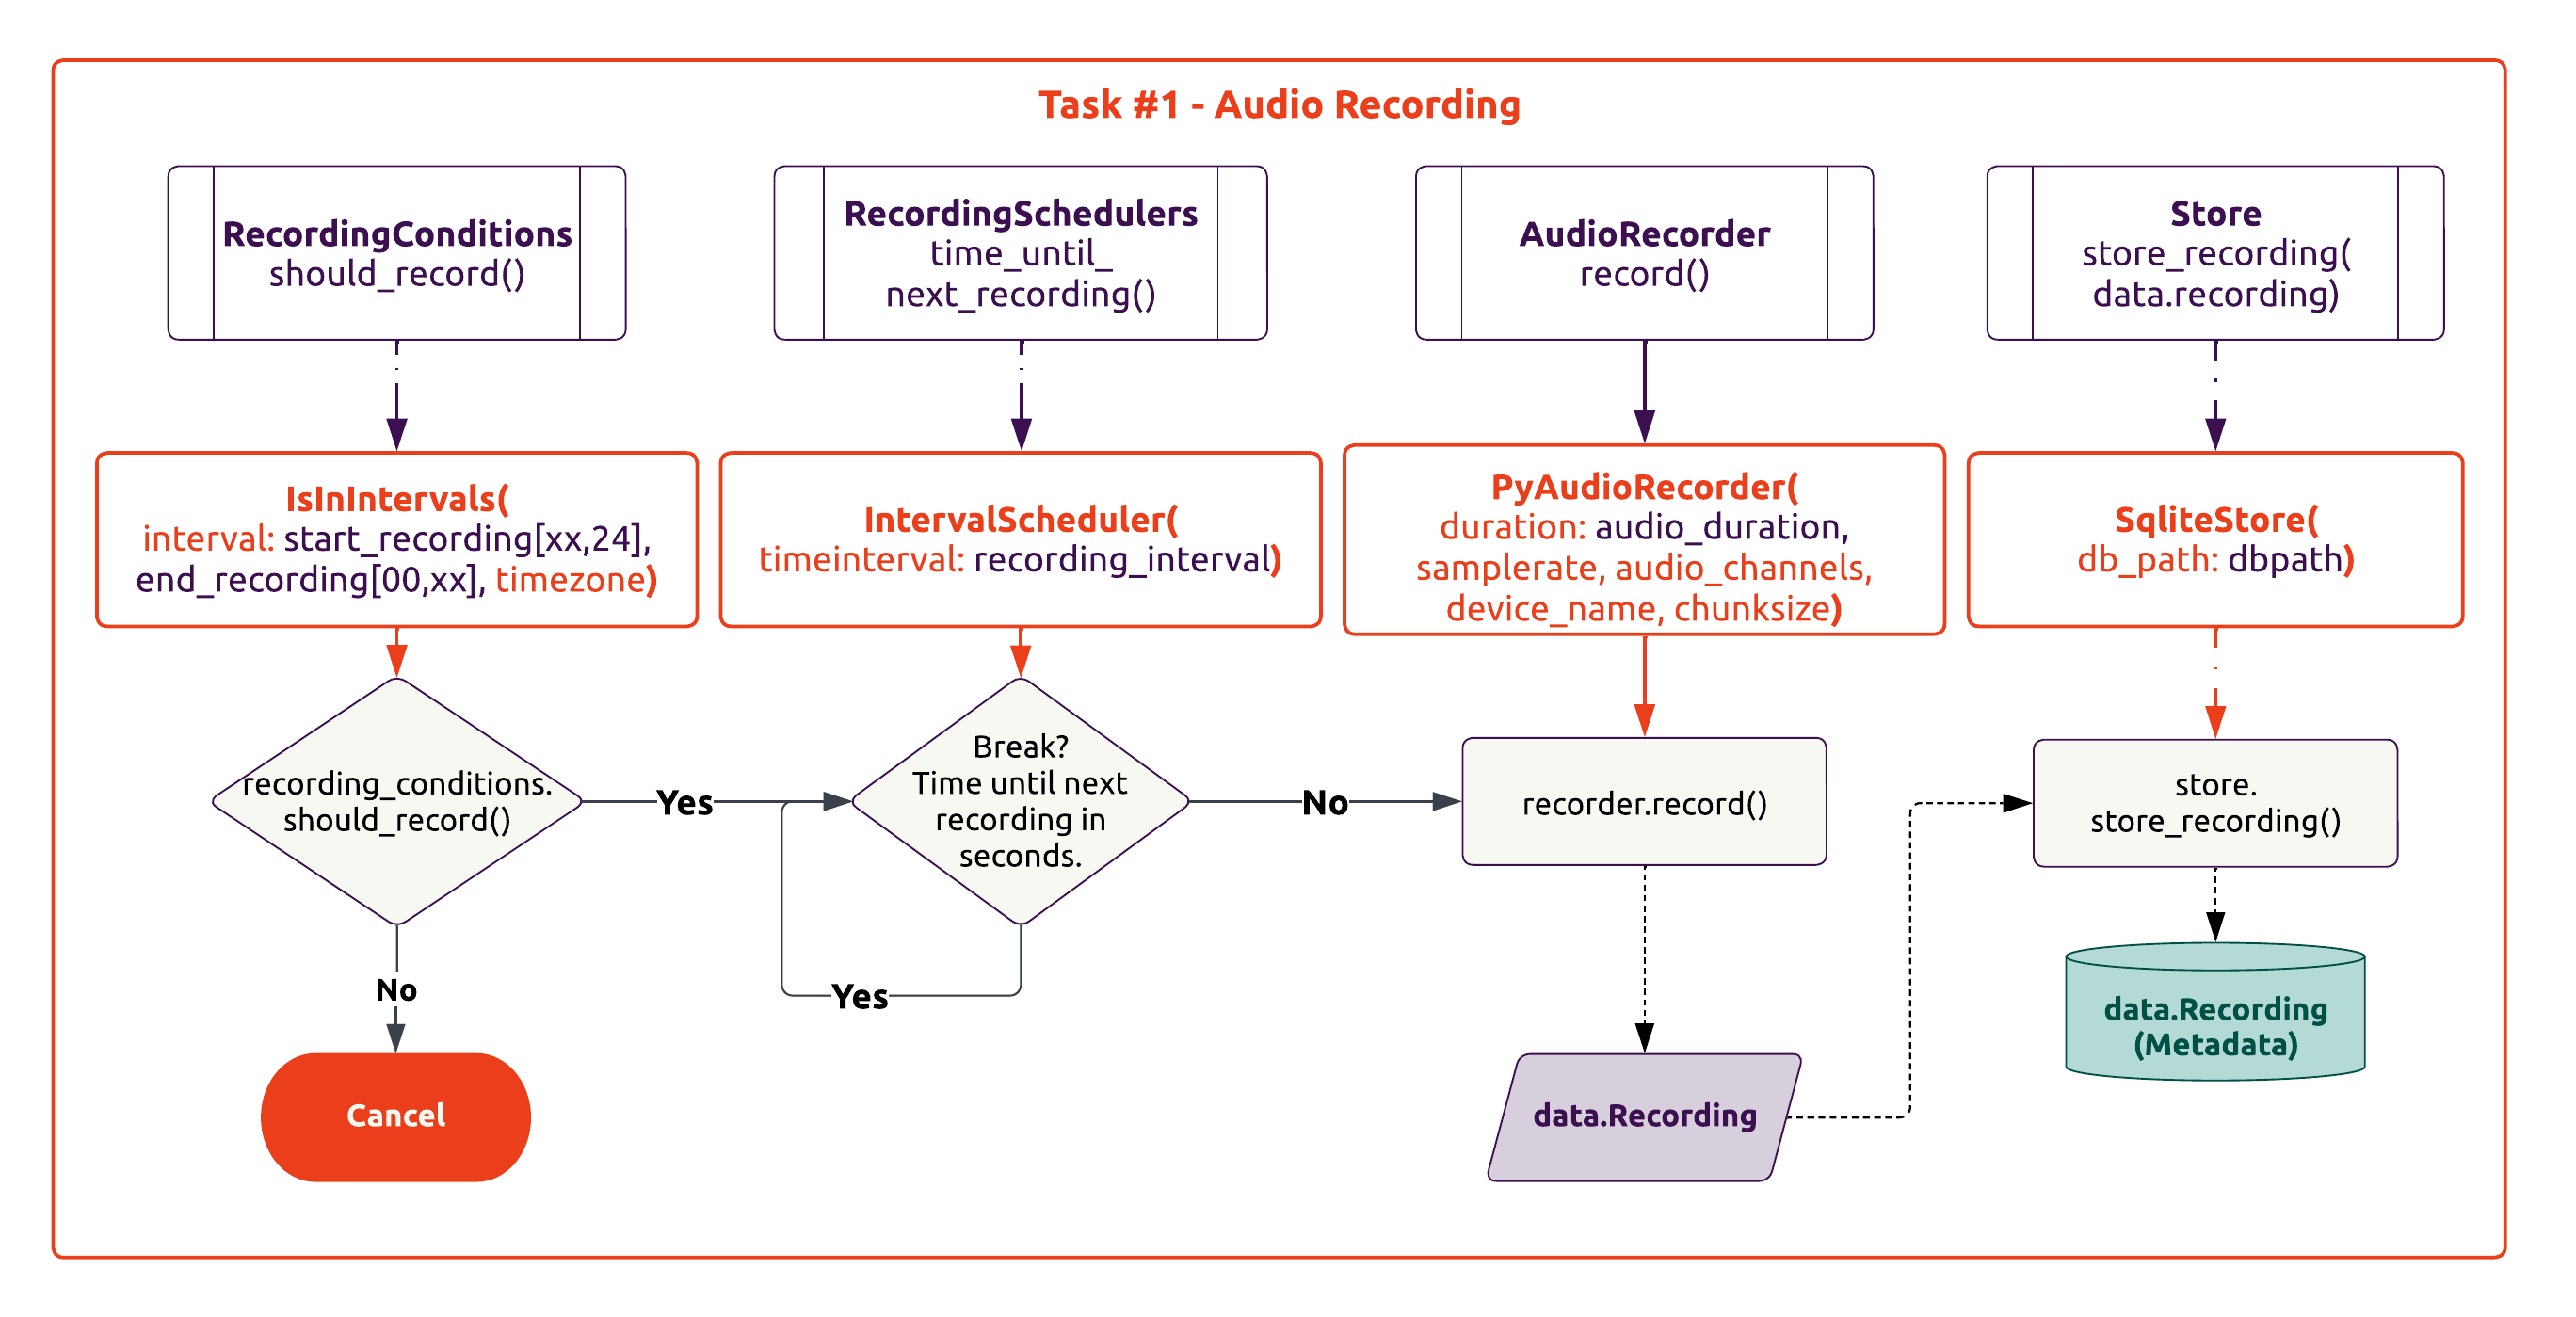 Task #1 - Audio Recording
RecordingConditions
should_record()
RecordingSchedulers
time_until_
next_recording()
AudioRecorder
record()
Store
store_recording(
data.recording)
IsInIntervals(
interval: start_recording[xx,24],
end_recording[00,xx], timezone)
IntervalScheduler(
timeinterval: recording_interval)
PyAudioRecorder(
duration: audio_duration,
samplerate, audio_channels,
device_name, chunksize)
SqliteStore(
db_path: dbpath)
recording_conditions.
should_record()
Yes
Break?
Time until next
recording in
seconds.
No
recorder.record()
store.
store_recording()
No
Yes
data.Recording
(Metadata)
Cancel
data.Recording